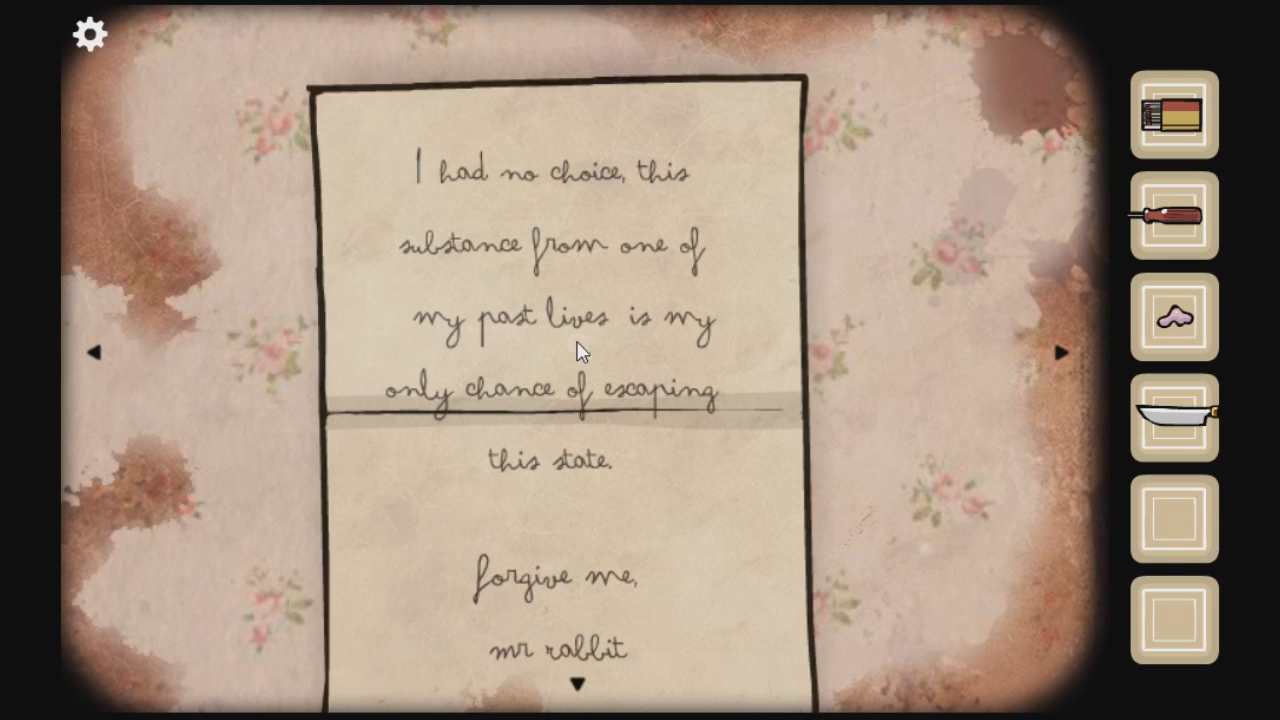 I had no choice, this
substance from one of
my past lives is my
only chance of escaping
this state.
forgive me,
mr rabbit